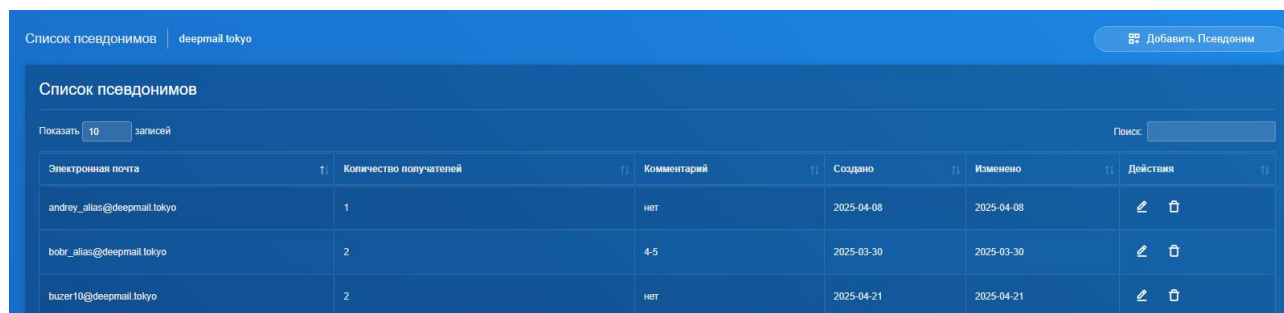 Список псевдонимов deepmail.tokyo Добавить Псевдоним
Список псевдонимов
Показать 10 записей Поиск:
Электронная почта Количество получателей Комментарий Создано Изменено Действия
andrey_alias@deepmail.tokyo 1 нет 2025-04-08 2025-04-08
bobr_alias@deepmail.tokyo 2 4-5 2025-03-30 2025-03-30
buzer10@deepmail.tokyo 2 нет 2025-04-21 2025-04-21